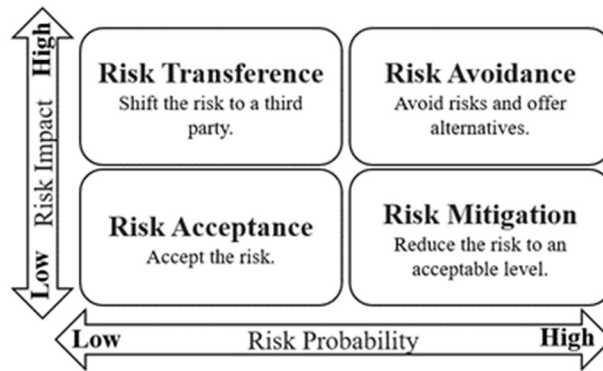 High
Risk Impact
Low
Risk Transference
Shift the risk to a third
party.
Risk Avoidance
Avoid risks and offer
alternatives.
Risk Acceptance
Accept the risk.
Risk Mitigation
Reduce the risk to an
acceptable level.
Low Risk Probability High